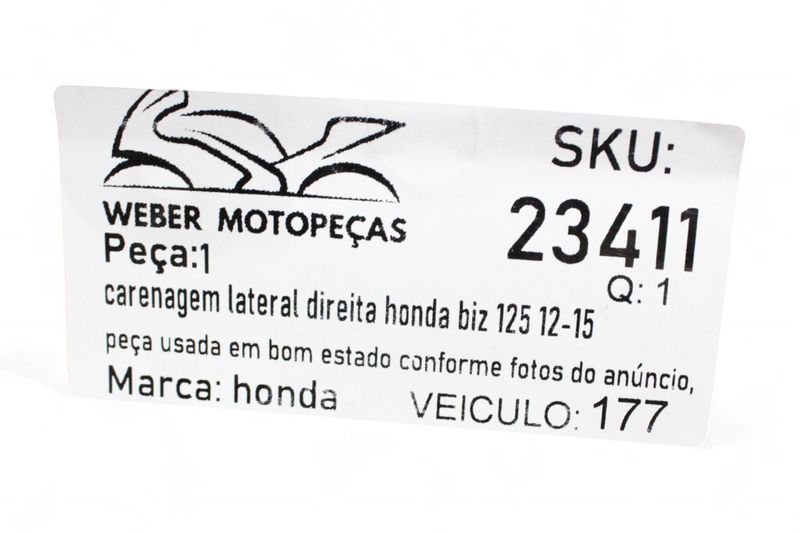 WEBER MOTOPEÇAS
SKU:
23411
Peça:1
Q: 1
carenagem lateral direita honda biz 125 12-15
peça usada em bom estado conforme fotos do anúncio,
Marca: honda
VEICULO: 177